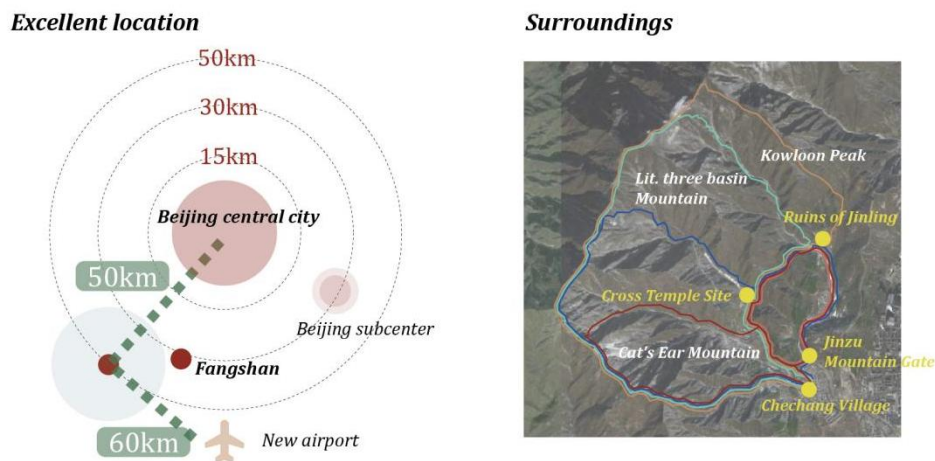 Excellent location
50km
30km
15km
Beijing central city
50km
Beijing subcenter
Fangshan
60km
New airport
Surroundings
Kowloon Peak
Lit. three basin
Mountain
Ruins of Jinling
Cross Temple Site
Cat's Ear Mountain
Jinzu
Mountain Gate
Chechang Village